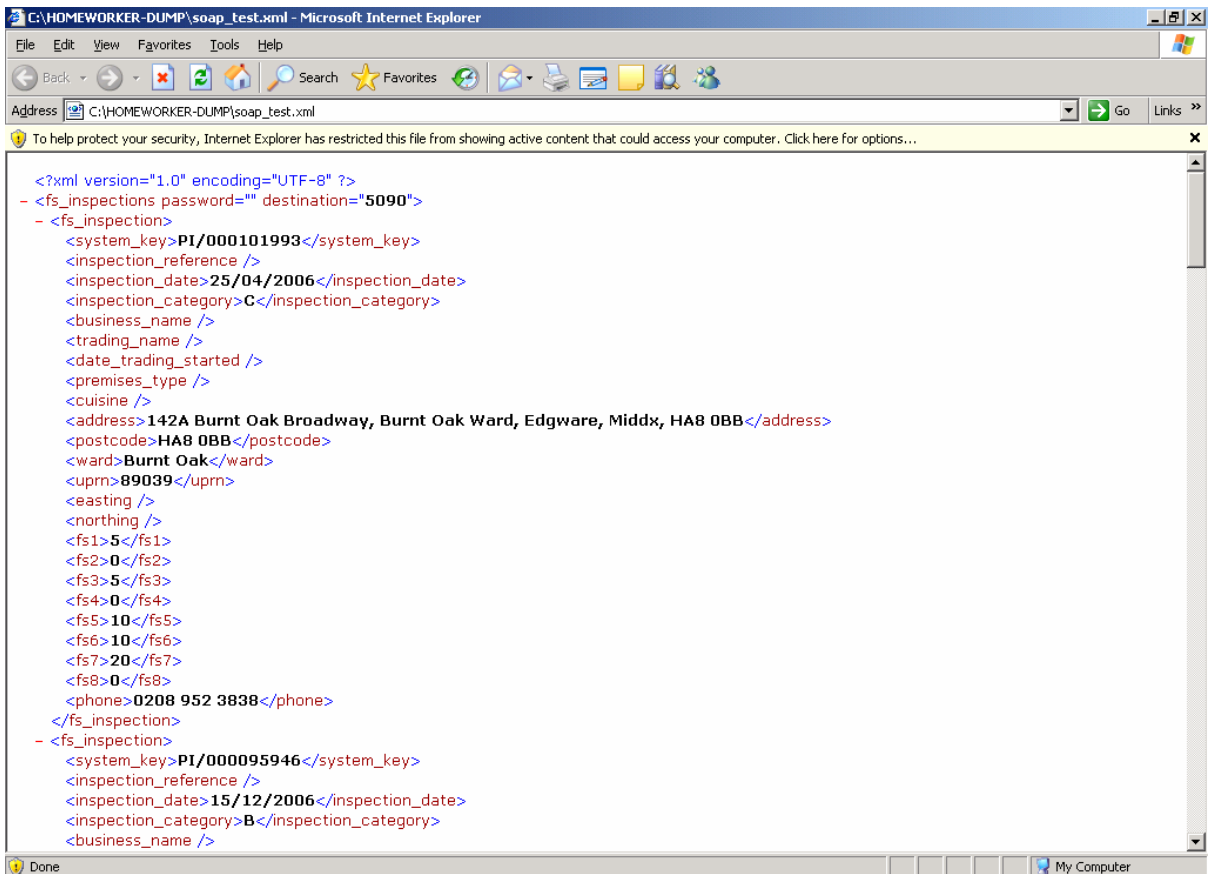 C:\HOMEWORKER-DUMP\soap_test.xml - Microsoft Internet Explorer
File Edit View Favorites Tools Help
Back Search Favorites
Address C:\HOMEWORKER-DUMP\soap_test.xml Go Links »
To help protect your security, Internet Explorer has restricted this file from showing active content that could access your computer. Click here for options...
<?xml version="1.0" encoding="UTF-8" ?>
- <fs_inspections password="" destination="5090">
- <fs_inspection>
<system_key>PI/000101993</system_key>
<inspection_reference />
<inspection_date>25/04/2006</inspection_date>
<inspection_category>C</inspection_category>
<business_name />
<trading_name />
<date_trading_started />
<premises_type />
<cuisine />
<address>142A Burnt Oak Broadway, Burnt Oak Ward, Edgware, Middx, HA8 0BB</address>
<postcode>HA8 0BB</postcode>
<ward>Burnt Oak</ward>
<uprn>89039</uprn>
<easting />
<northing />
<fs1>5</fs1>
<fs2>0</fs2>
<fs3>5</fs3>
<fs4>0</fs4>
<fs5>10</fs5>
<fs6>10</fs6>
<fs7>20</fs7>
<fs8>0</fs8>
<phone>0208 952 3838</phone>
</fs_inspection>
- <fs_inspection>
<system_key>PI/000095946</system_key>
<inspection_reference />
<inspection_date>15/12/2006</inspection_date>
<inspection_category>B</inspection_category>
<business_name />
Done My Computer